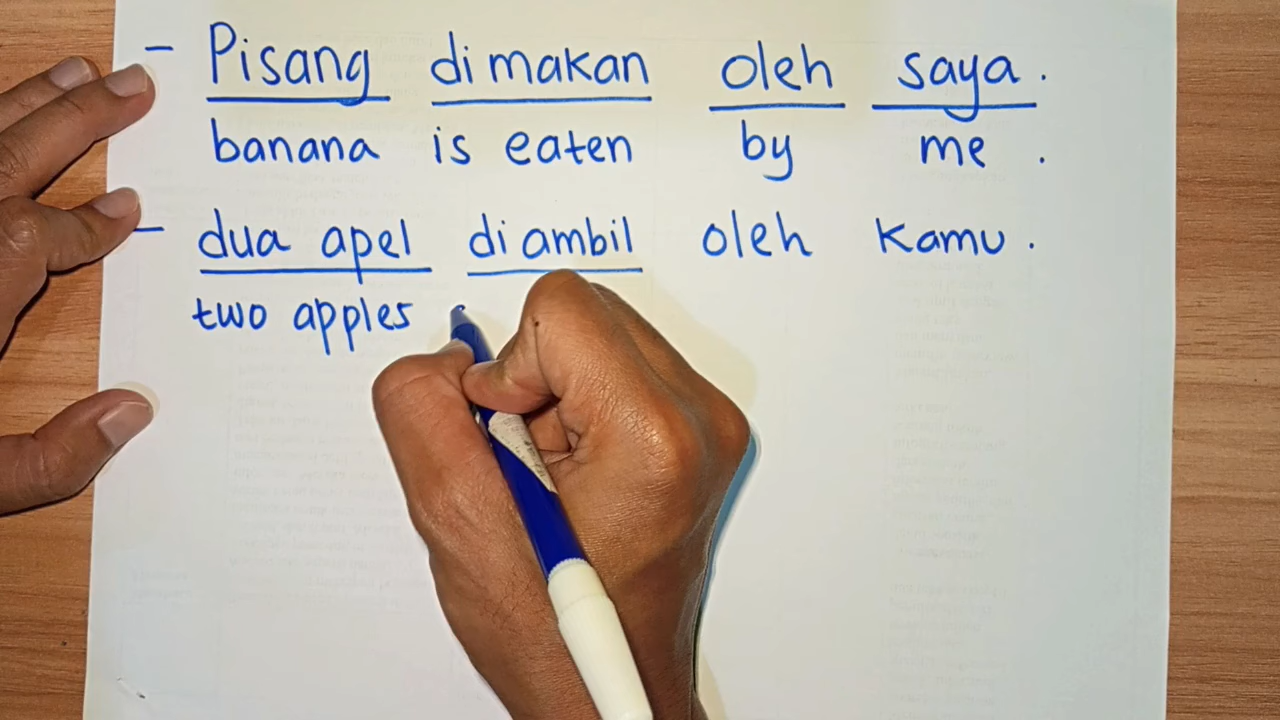 - Pisang dimakan oleh saya.
banana is eaten by me.
- dua apel diambil oleh kamu.
two apples